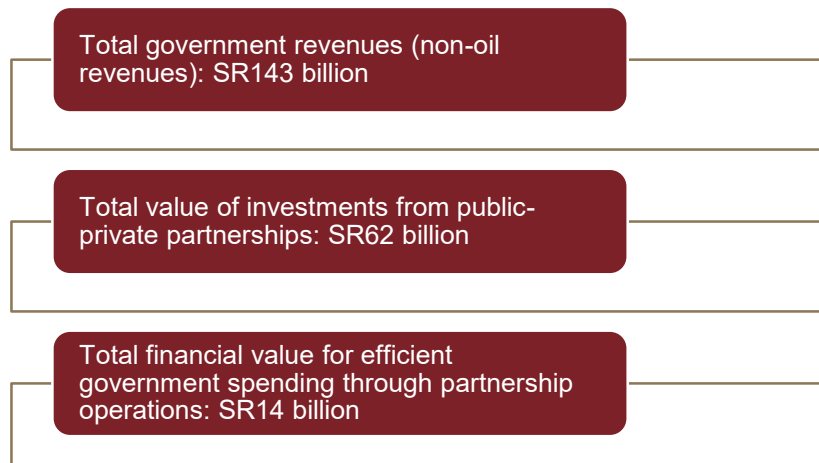 Total government revenues (non-oil
revenues): SR143 billion
Total value of investments from public-
private partnerships: SR62 billion
Total financial value for efficient
government spending through partnership
operations: SR14 billion